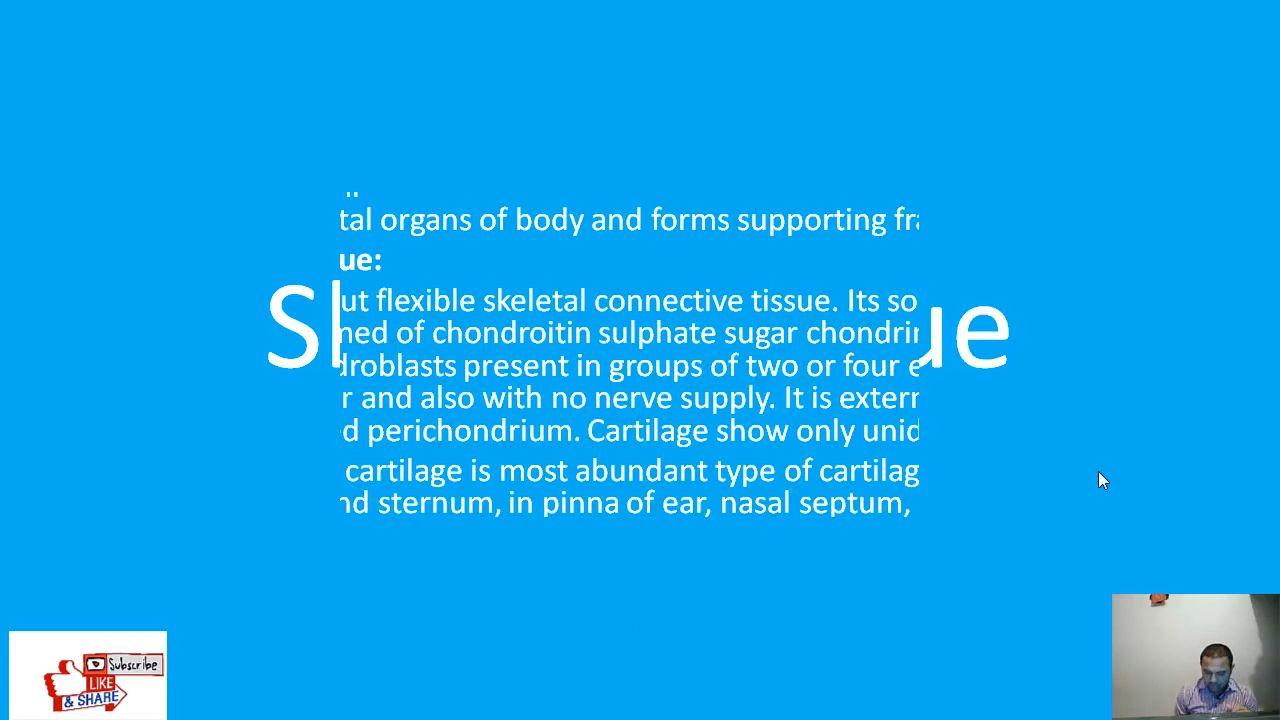 tal organs of body and forms supporting fra
ue:
ut flexible skeletal connective tissue. Its so
S ue
med of chondroitin sulphate sugar chondrin
droblasts present in groups of two or four e
r and also with no nerve supply. It is extern
d perichondrium. Cartilage show only unid
cartilage is most abundant type of cartilag
nd sternum, in pinna of ear, nasal septum,
Subscribe
LIKE
& SHARE